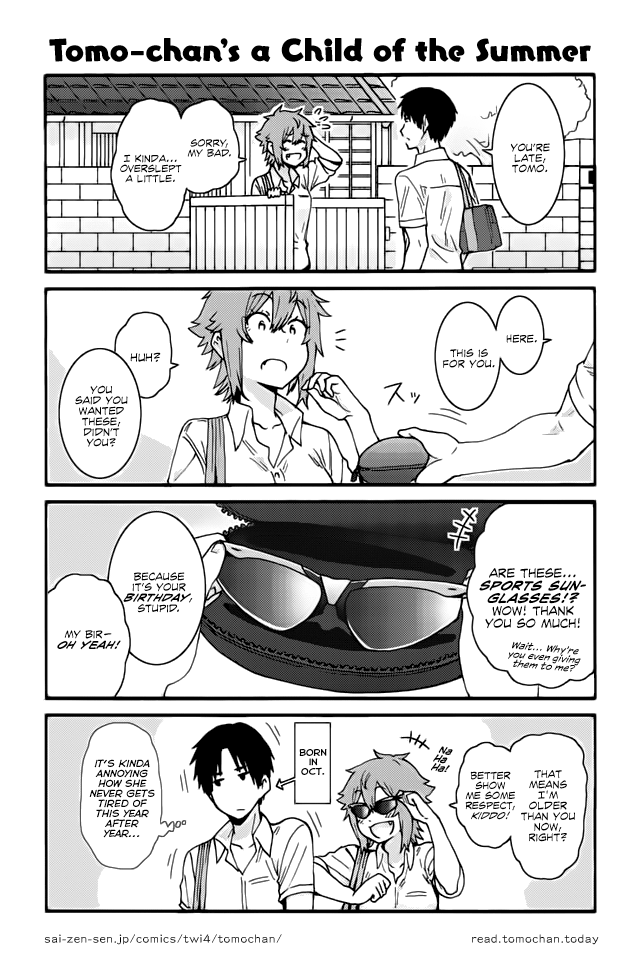 Tomo-chan's a Child of the Summer
YOU'RE
LATE,
TOMO.
SORRY,
MY BAD.
I KINDA...
OVERSLEPT
A LITTLE.
HERE.
THIS IS
FOR YOU.
スッ
HUH?
YOU
SAID YOU
WANTED
THESE,
DIDN'T
YOU?
ARE THESE...
SPORTS SUN-
GLASSES!?
WOW! THANK
YOU SO MUCH!
Wait... Why're
you even giving
them to me?
BECAUSE
IT'S YOUR
BIRTHDAY,
STUPID.
MY BIR–
OH YEAH!
THAT
MEANS
I'M
OLDER
THAN YOU
NOW,
RIGHT?
BETTER
SHOW
ME SOME
RESPECT,
KIDDO!
Na
Ha
Ha!
BORN
IN
OCT.
IT'S KINDA
ANNOYING
HOW SHE
NEVER GETS
TIRED OF
THIS YEAR
AFTER
YEAR...
sai-zen-sen.jp/comics/twi4/tomochan/
read.tomochan.today